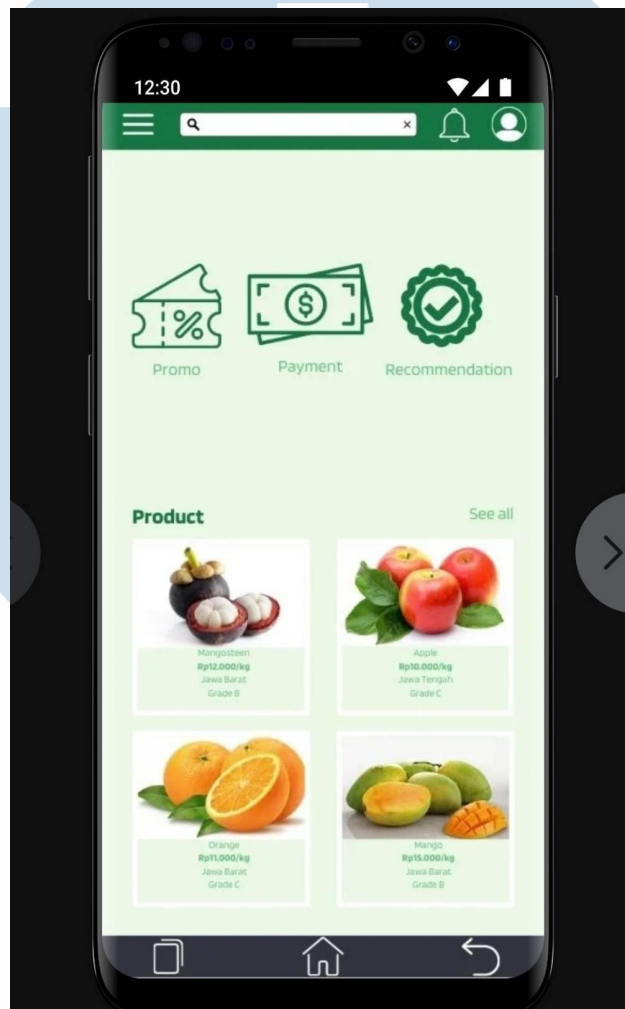 12:30
Promo
Payment
Recommendation
Product
See all
Mangosteen
Rp12.000/kg
Jawa Barat
Grade B
Apple
Rp10.000/kg
Jawa Tengah
Grade C
Orange
Rp11.000/kg
Jawa Barat
Grade C
Mango
Rp15.000/kg
Jawa Barat
Grade B